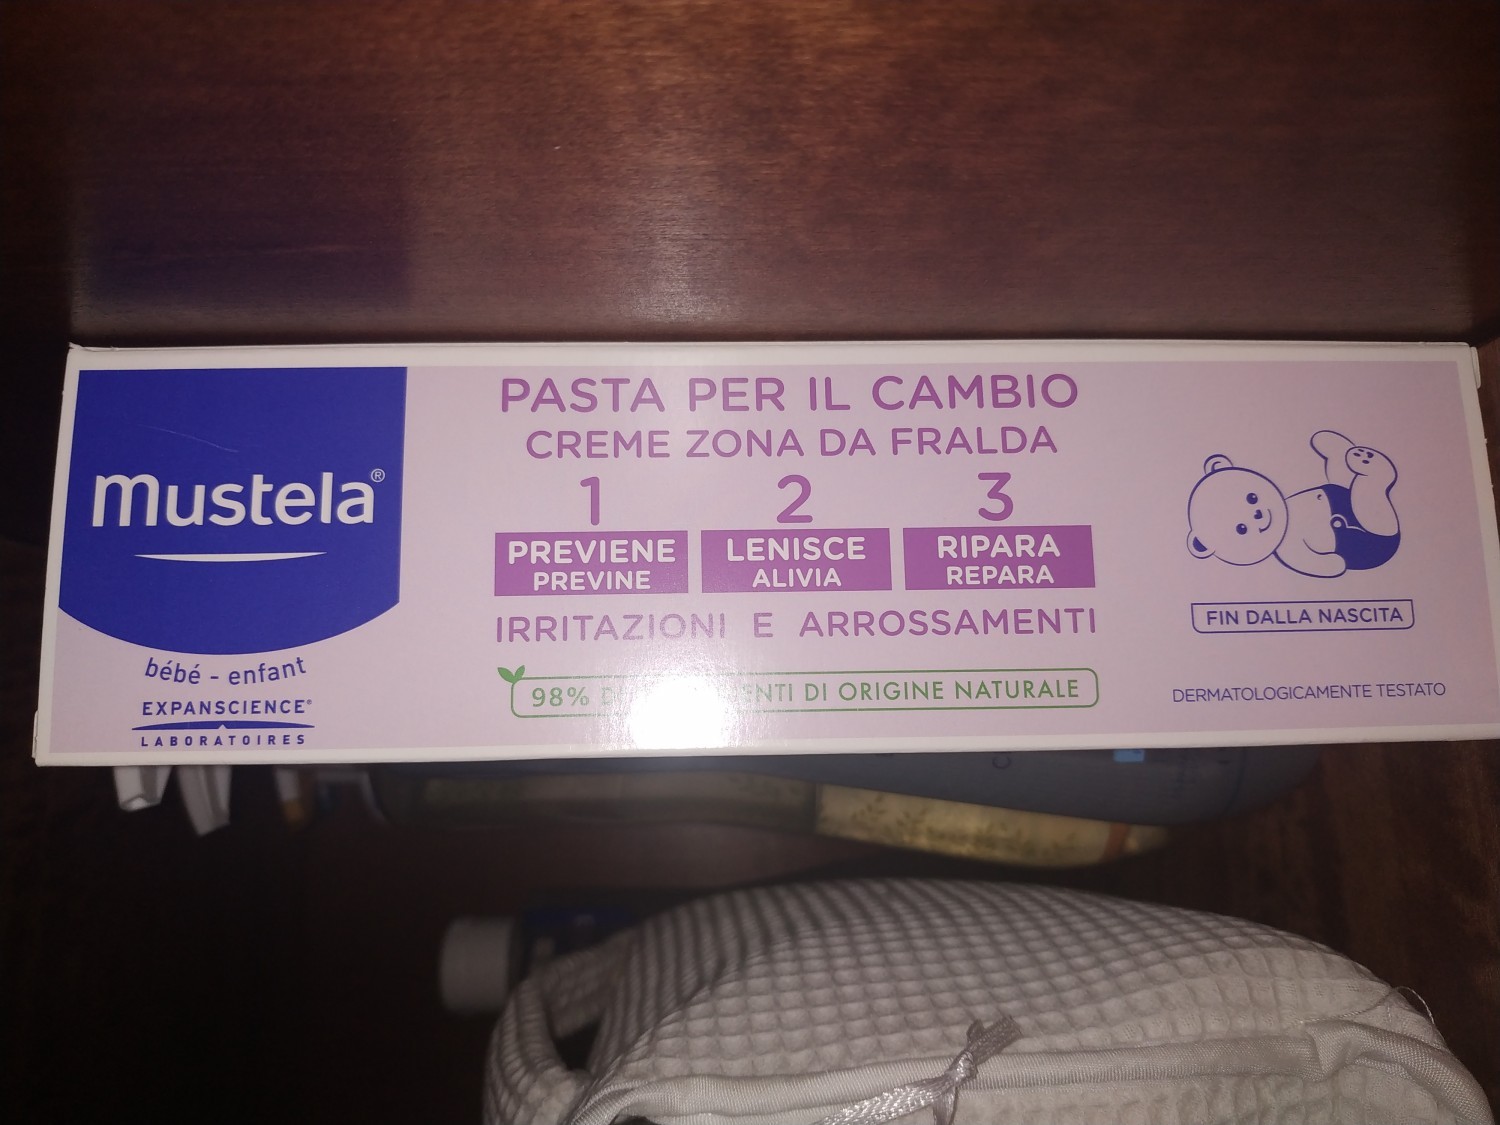 mustela®
bébé - enfant
EXPANSCIENCE®
LABORATOIRES
PASTA PER IL CAMBIO
CREME ZONA DA FRALDA
1 2 3
PREVIENE LENISCE RIPARA
PREVINE ALIVIA REPARA
IRRITAZIONI E ARROSSAMENTI
98% DI ORIGINE NATURALE
FIN DALLA NASCITA
DERMATOLOGICAMENTE TESTATO